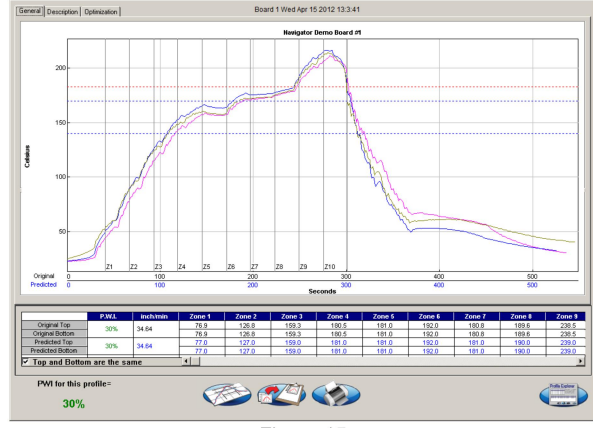 General Description Optimization
Board 1 Wed Apr 15 2012 13:3:41
Navigator Demo Board #1
Celsius
200
150
100
50
Z1 Z2 Z3 Z4 Z5 Z6 Z7 Z8 Z9 Z10
Original 0 100 200 300 400 500
Predicted 0 100 200 300 400 500
Seconds
P.W.I. inch/min Zone 1 Zone 2 Zone 3 Zone 4 Zone 5 Zone 6 Zone 7 Zone 8 Zone 9
Original Top 30% 34.64 76.9 126.8 159.3 180.5 181.0 192.0 180.8 189.6 238.5
Original Bottom 76.9 126.8 159.3 180.5 181.0 192.0 180.8 189.6 238.5
Predicted Top 30% 34.64 77.0 127.0 159.0 181.0 181.0 192.0 181.0 190.0 239.0
Predicted Bottom 77.0 127.0 159.0 181.0 181.0 192.0 181.0 190.0 239.0
Top and Bottom are the same
PWI for this profile=
30%
Profile Explorer